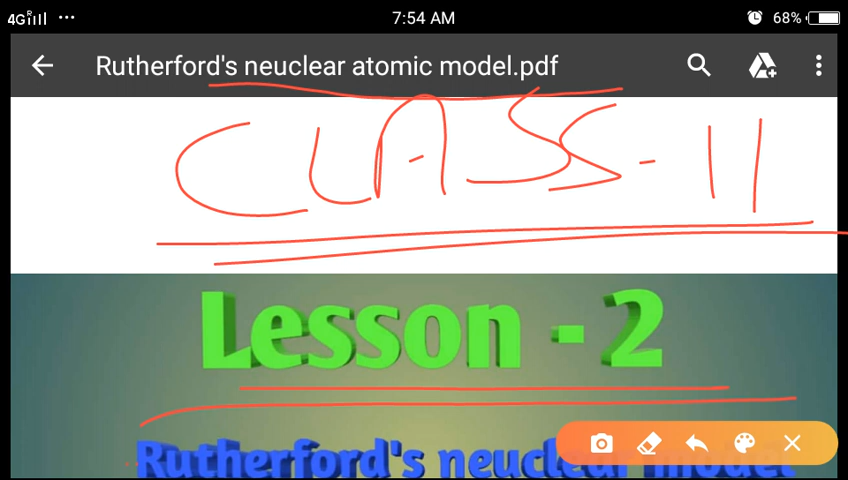 4G R ... 7:54 AM 68%
Rutherford's neuclear atomic model.pdf
CLASS - 11
Lesson - 2
Rutherford's neuclear model